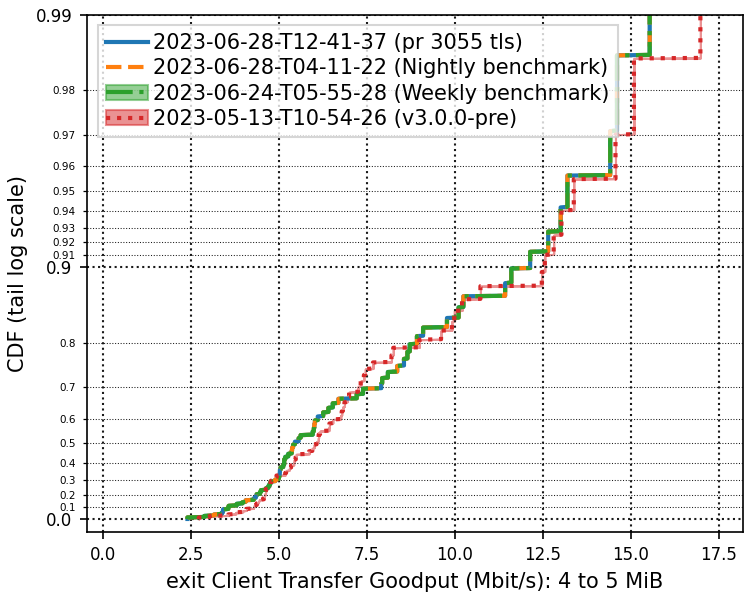 0.99
2023-06-28-T12-41-37 (pr 3055 tls)
2023-06-28-T04-11-22 (Nightly benchmark)
2023-06-24-T05-55-28 (Weekly benchmark)
2023-05-13-T10-54-26 (v3.0.0-pre)
0.98
0.97
0.96
0.95
0.94
0.93
0.92
0.91
0.9
0.8
0.7
0.6
0.5
0.4
0.3
0.2
0.1
0.0
CDF (tail log scale)
0.0 2.5 5.0 7.5 10.0 12.5 15.0 17.5
exit Client Transfer Goodput (Mbit/s): 4 to 5 MiB